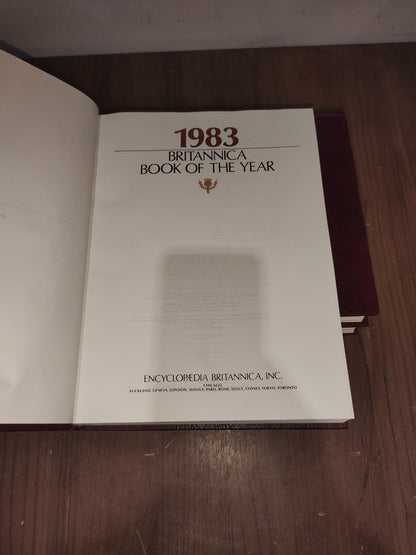 1983
BRITANNICA
BOOK OF THE YEAR
ENCYCLOPÆDIA BRITANNICA, INC.
CHICAGO
AUCKLAND, GENEVA, LONDON, MANILA, PARIS, ROME, SEOUL, SYDNEY, TOKYO, TORONTO